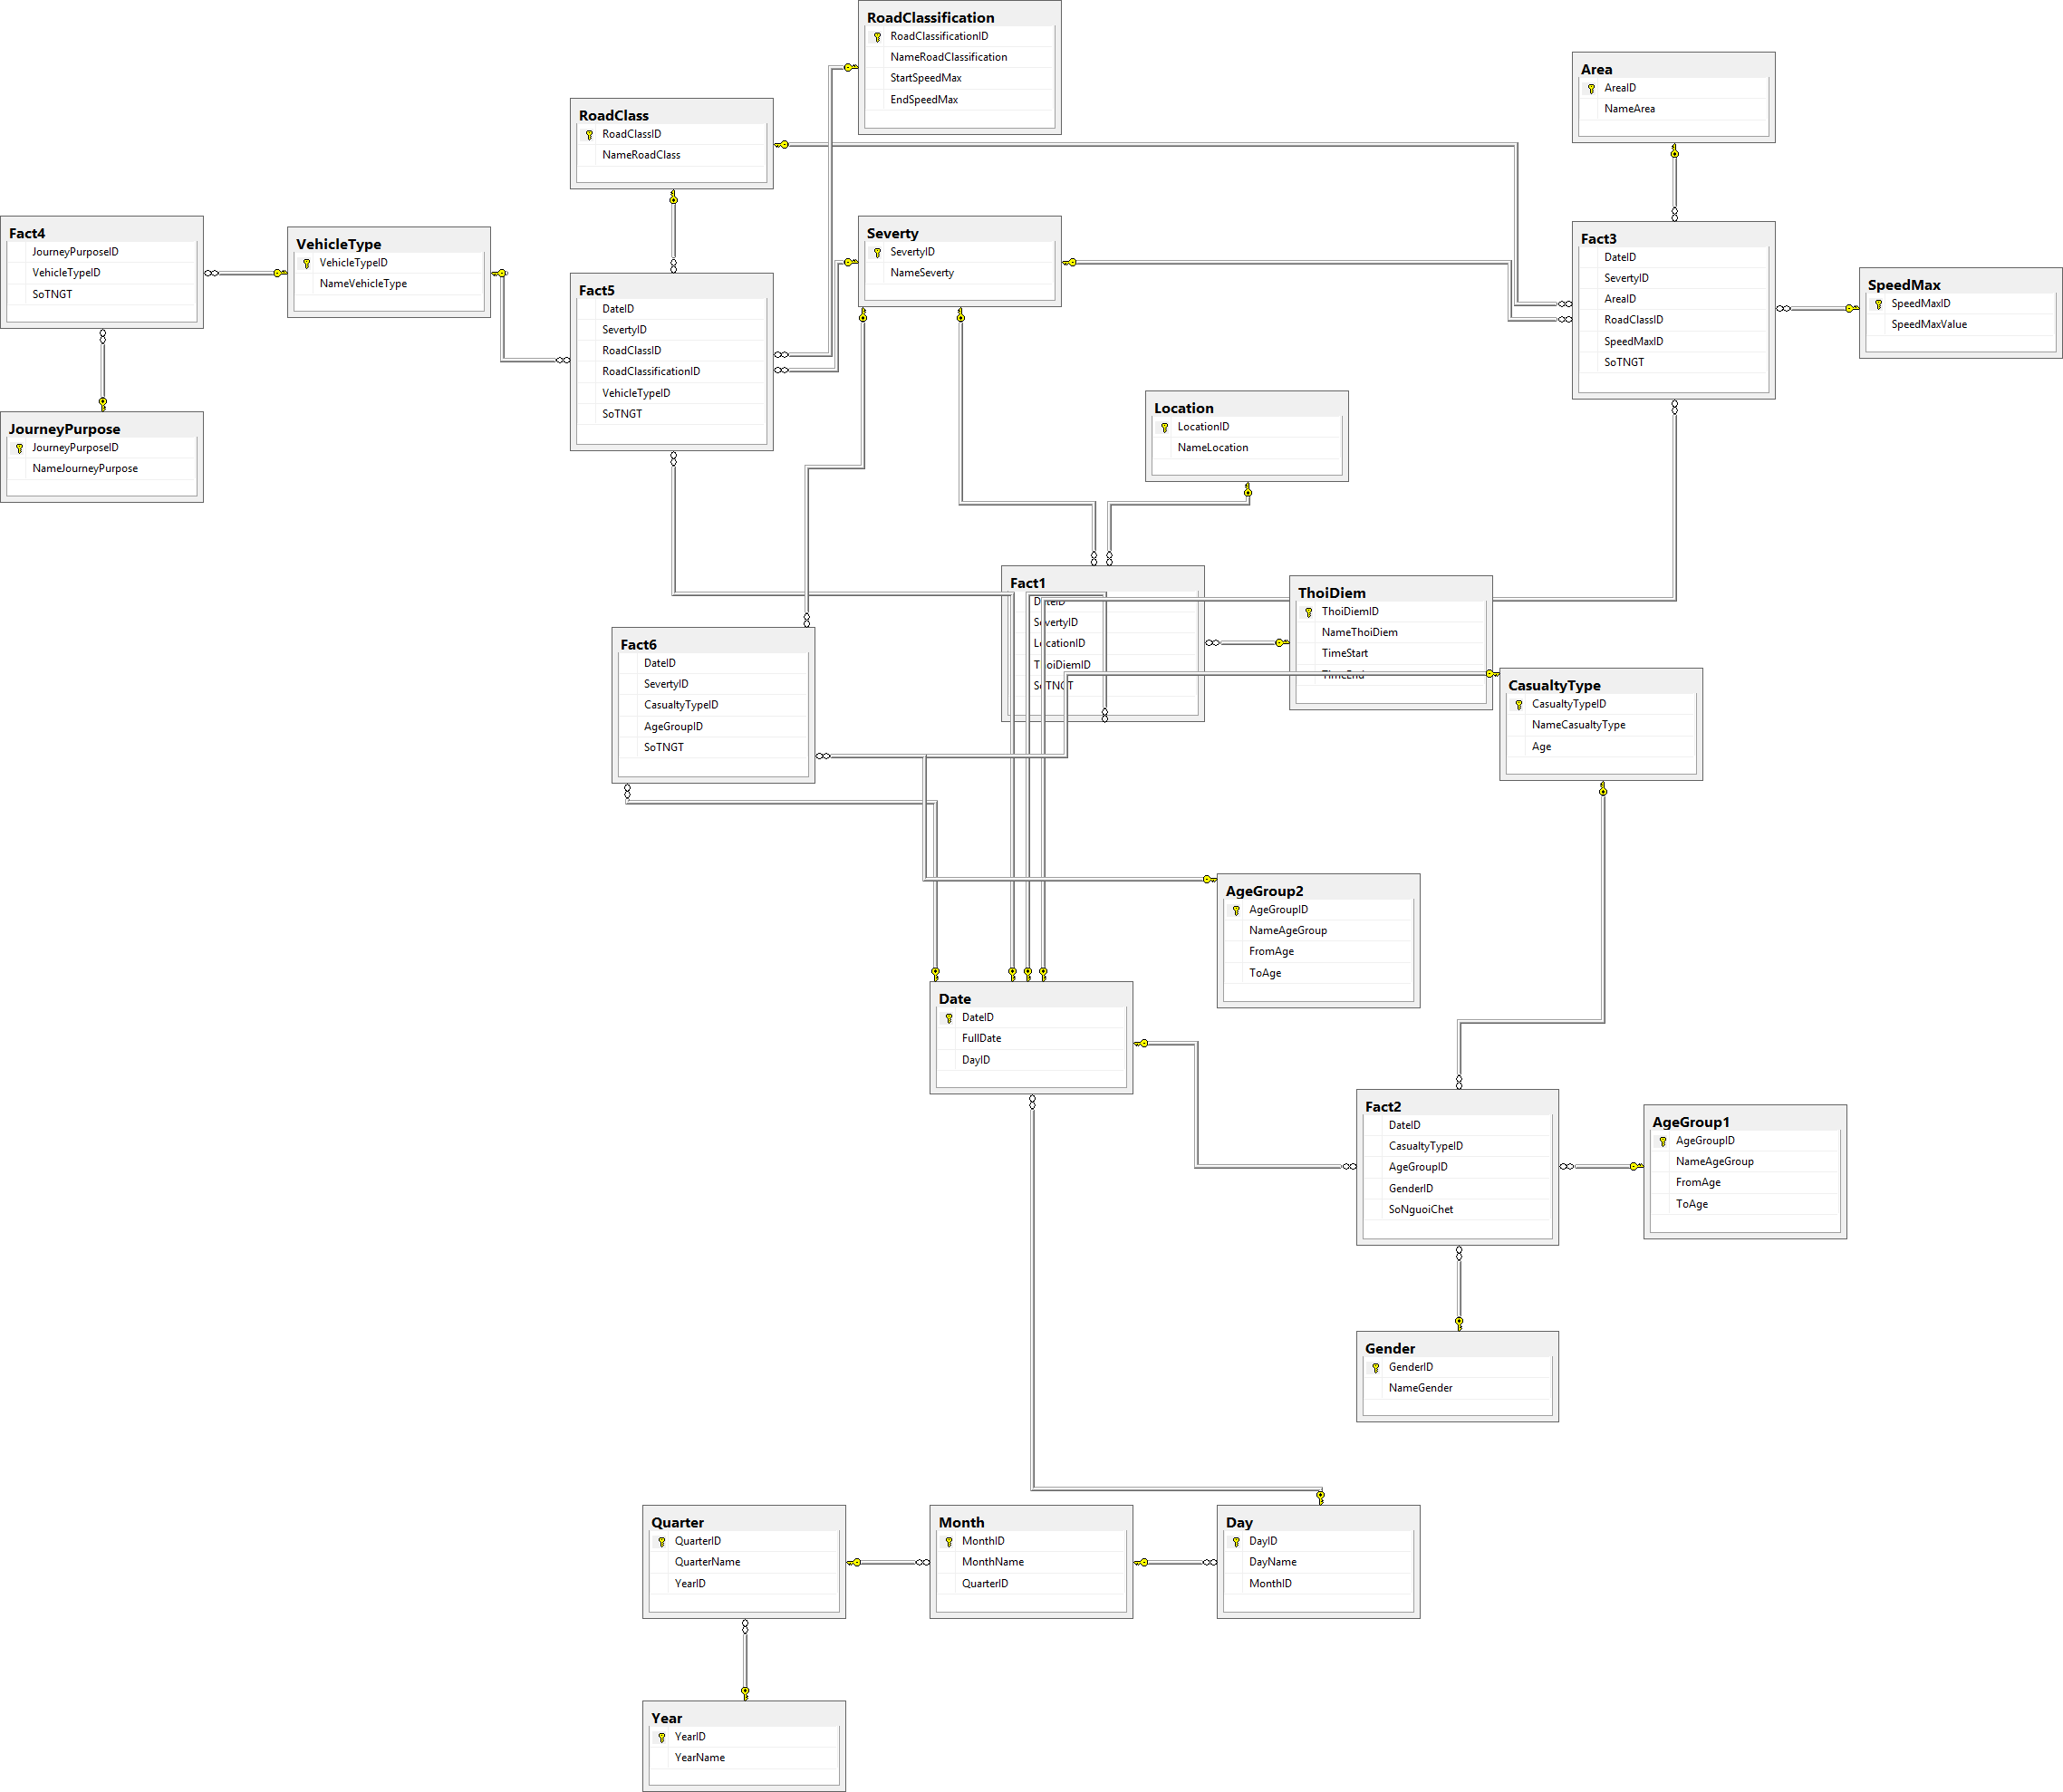 RoadClassification
RoadClassificationID
NameRoadClassification
StartSpeedMax
EndSpeedMax
Area
AreaID
NameArea
RoadClass
RoadClassID
NameRoadClass
Fact4
JourneyPurposeID
VehicleTypeID
SoTNGT
VehicleType
VehicleTypeID
NameVehicleType
Severty
SevertyID
NameSeverty
Fact3
DateID
SevertyID
AreaID
RoadClassID
SpeedMaxID
SoTNGT
SpeedMax
SpeedMaxID
SpeedMaxValue
Fact5
DateID
SevertyID
RoadClassID
RoadClassificationID
VehicleTypeID
SoTNGT
JourneyPurpose
JourneyPurposeID
NameJourneyPurpose
Location
LocationID
NameLocation
Fact1
DateID
SevertyID
LocationID
ThoiDiemID
SoTNGT
ThoiDiem
ThoiDiemID
NameThoiDiem
TimeStart
TimeEnd
Fact6
DateID
SevertyID
CasualtyTypeID
AgeGroupID
SoTNGT
CasualtyType
CasualtyTypeID
NameCasualtyType
Age
AgeGroup2
AgeGroupID
NameAgeGroup
FromAge
ToAge
Date
DateID
FullDate
DayID
Fact2
DateID
CasualtyTypeID
AgeGroupID
GenderID
SoNguoiChet
AgeGroup1
AgeGroupID
NameAgeGroup
FromAge
ToAge
Gender
GenderID
NameGender
Quarter
QuarterID
QuarterName
YearID
Month
MonthID
MonthName
QuarterID
Day
DayID
DayName
MonthID
Year
YearID
YearName